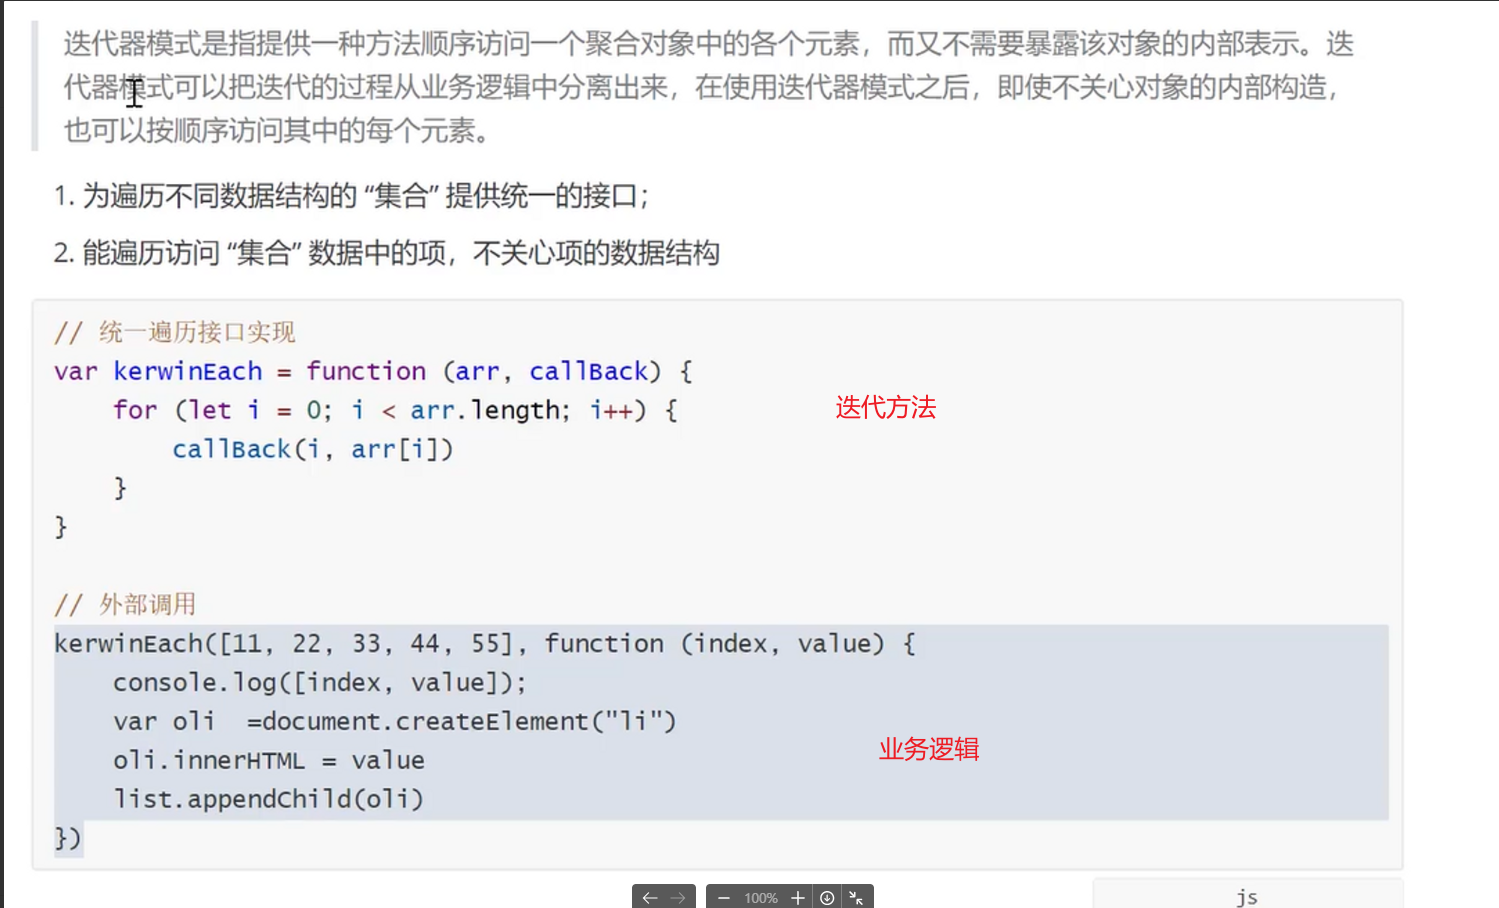 迭代器模式是指提供一种方法顺序访问一个聚合对象中的各个元素，而又不需要暴露该对象的内部表示。迭
代器模式可以把迭代的过程从业务逻辑中分离出来，在使用迭代器模式之后，即使不关心对象的内部构造，
也可以按顺序访问其中的每个元素。
1. 为遍历不同数据结构的 “集合” 提供统一的接口；
2. 能遍历访问 “集合” 数据中的项，不关心项的数据结构
// 统一遍历接口实现
var kerwinEach = function (arr, callBack) {
    for (let i = 0; i < arr.length; i++) {
迭代方法
        callBack(i, arr[i])
    }
}
// 外部调用
kerwinEach([11, 22, 33, 44, 55], function (index, value) {
    console.log([index, value]);
    var oli  =document.createElement("li")
    oli.innerHTML = value
业务逻辑
    list.appendChild(oli)
})
100%
js